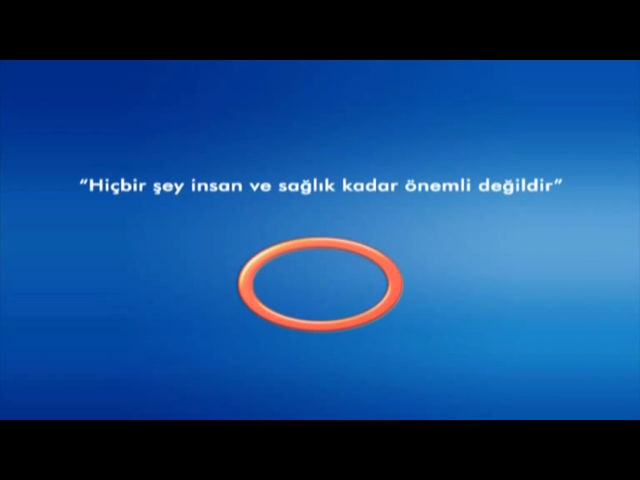 “Hiçbir şey insan ve sağlık kadar önemli değildir”